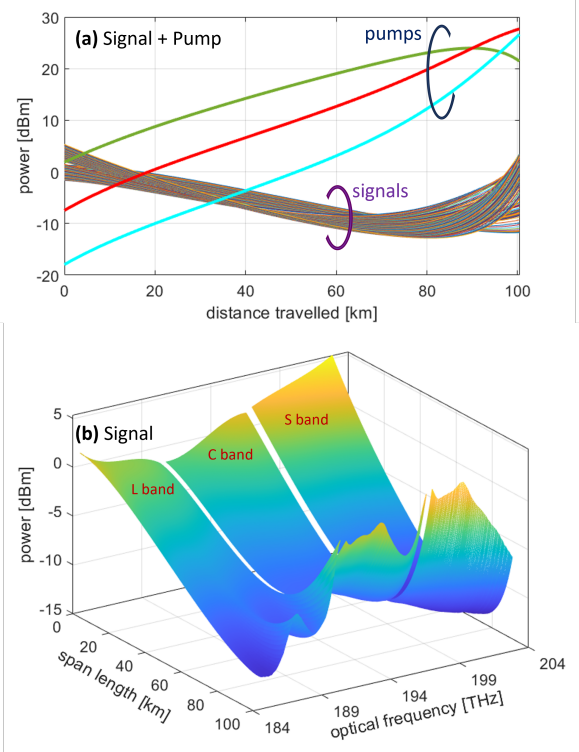 30
(a) Signal + Pump
pumps
20
10
0
-10
-20
power [dBm]
signals
0 20 40 60 80 100
distance travelled [km]
5
0
-5
-10
-15
power [dBm]
(b) Signal
S band
C band
L band
0
20
40
60
80
100
span length [km]
184
189
194
199
204
optical frequency [THz]